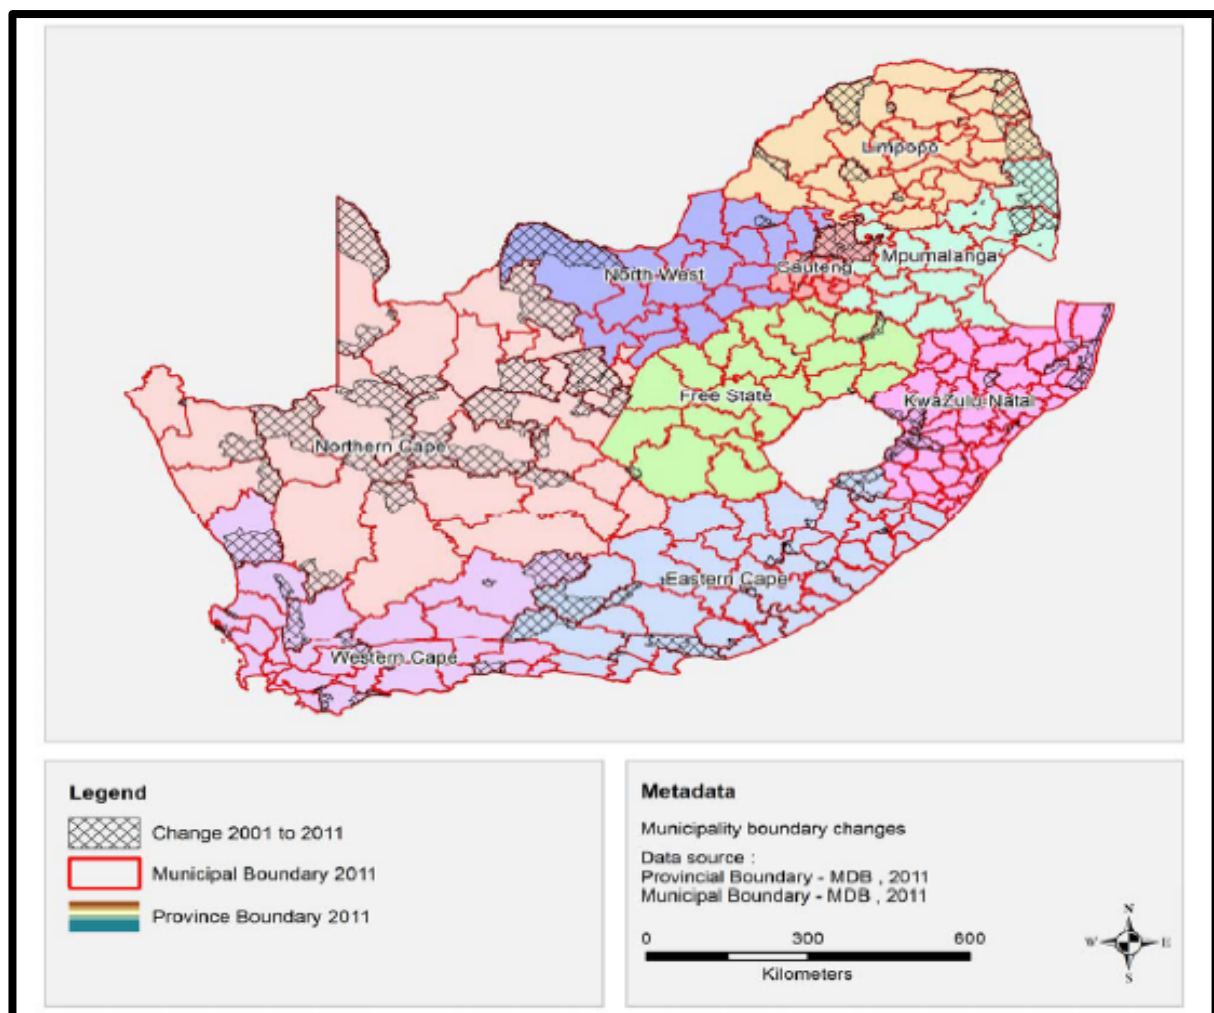 Limpopo
North West
Gauteng
Mpumalanga
Free State
KwaZulu-Natal
Northern Cape
Eastern Cape
Western Cape
Legend
Change 2001 to 2011
Municipal Boundary 2011
Province Boundary 2011
Metadata
Municipality boundary changes
Data source :
Provincial Boundary - MDB , 2011
Municipal Boundary - MDB , 2011
0 300 600
Kilometers
N
W E
S